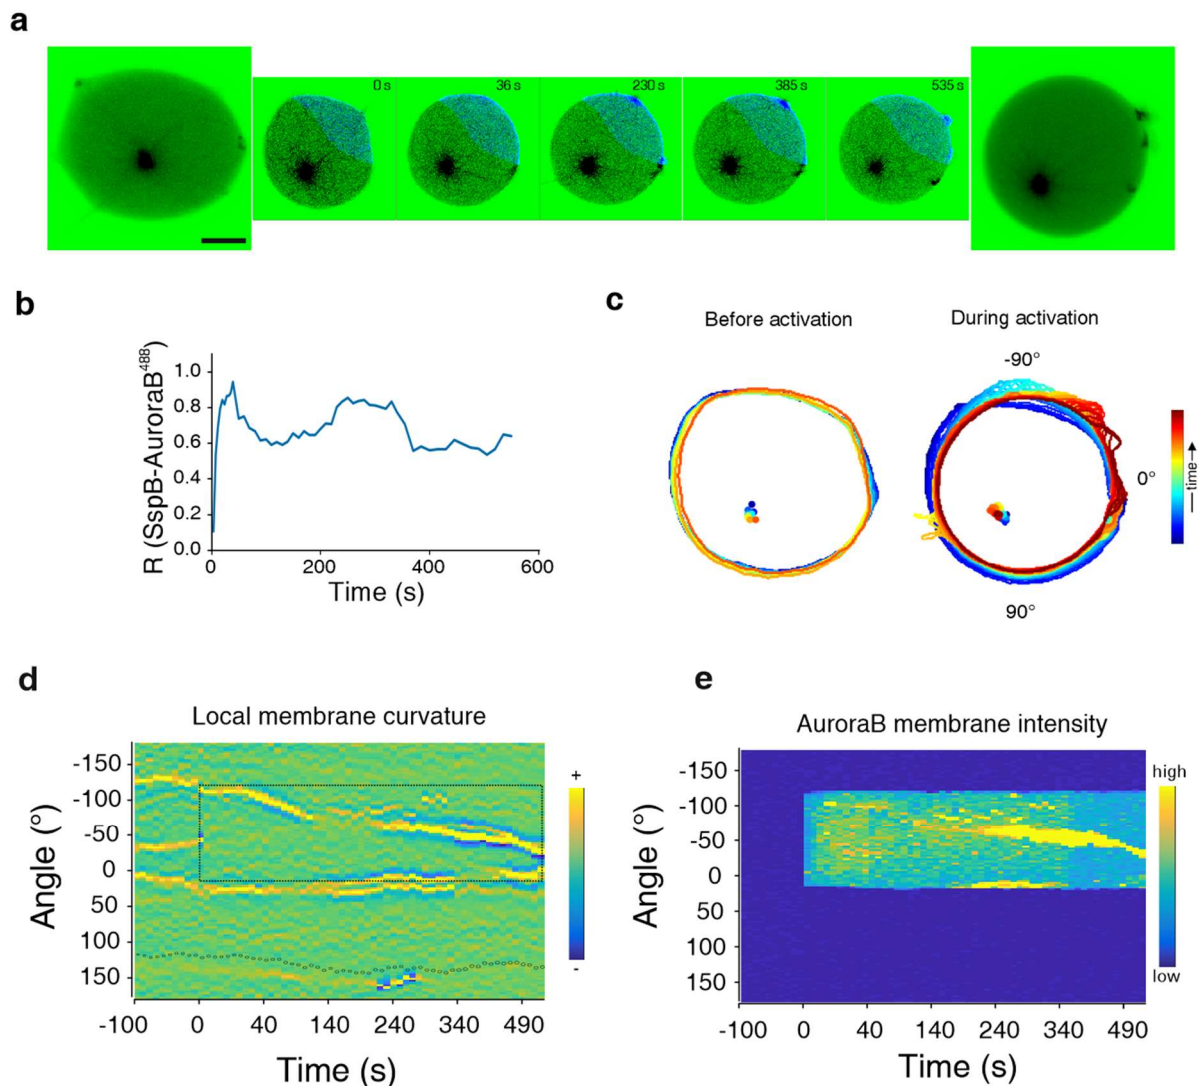 a
0 s
36 s
230 s
385 s
535 s
b
R (SspB-AuroraB⁴⁸⁸)
1.0
0.8
0.6
0.4
0.2
0.0
0
200
400
600
Time (s)
c
Before activation
During activation
-90°
0°
90°
time
d
Local membrane curvature
Angle (°)
-150
-100
-50
0
50
100
150
-100
0
40
140
240
340
490
Time (s)
+
-
e
AuroraB membrane intensity
Angle (°)
-150
-100
-50
0
50
100
150
-100
0
40
140
240
340
490
Time (s)
high
low